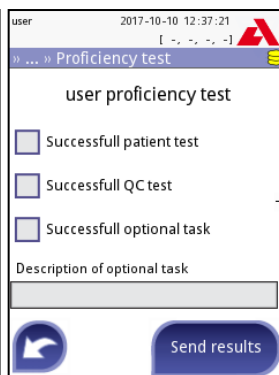 user 2017-10-10 12:37:21
[ -, -, -, -]
» ... » Proficiency test
user proficiency test
Successfull patient test
Successfull QC test
Successfull optional task
Description of optional task
Send results